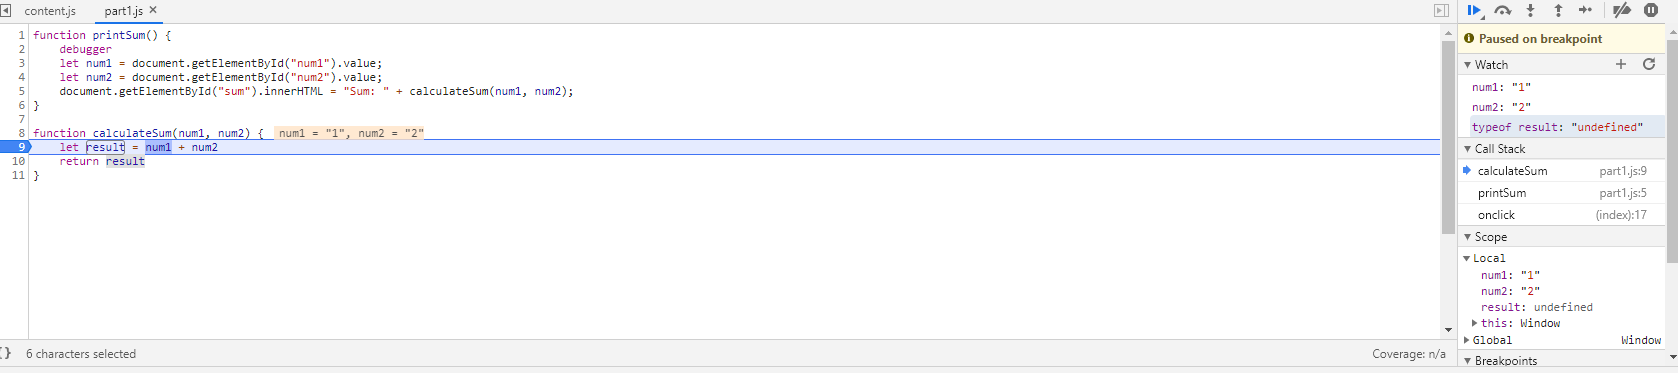 content.js part1.js ×
1 function printSum() {
2 debugger
3 let num1 = document.getElementById("num1").value;
4 let num2 = document.getElementById("num2").value;
5 document.getElementById("sum").innerHTML = "Sum: " + calculateSum(num1, num2);
6 }
7
8 function calculateSum(num1, num2) { num1 = "1", num2 = "2"
9 let result = num1 + num2
10 return result
11 }
{} 6 characters selected Coverage: n/a
Paused on breakpoint
Watch
num1: "1"
num2: "2"
typeof result: "undefined"
Call Stack
calculateSum part1.js:9
printSum part1.js:5
onclick (index):17
Scope
Local
num1: "1"
num2: "2"
result: undefined
this: Window
Global Window
Breakpoints